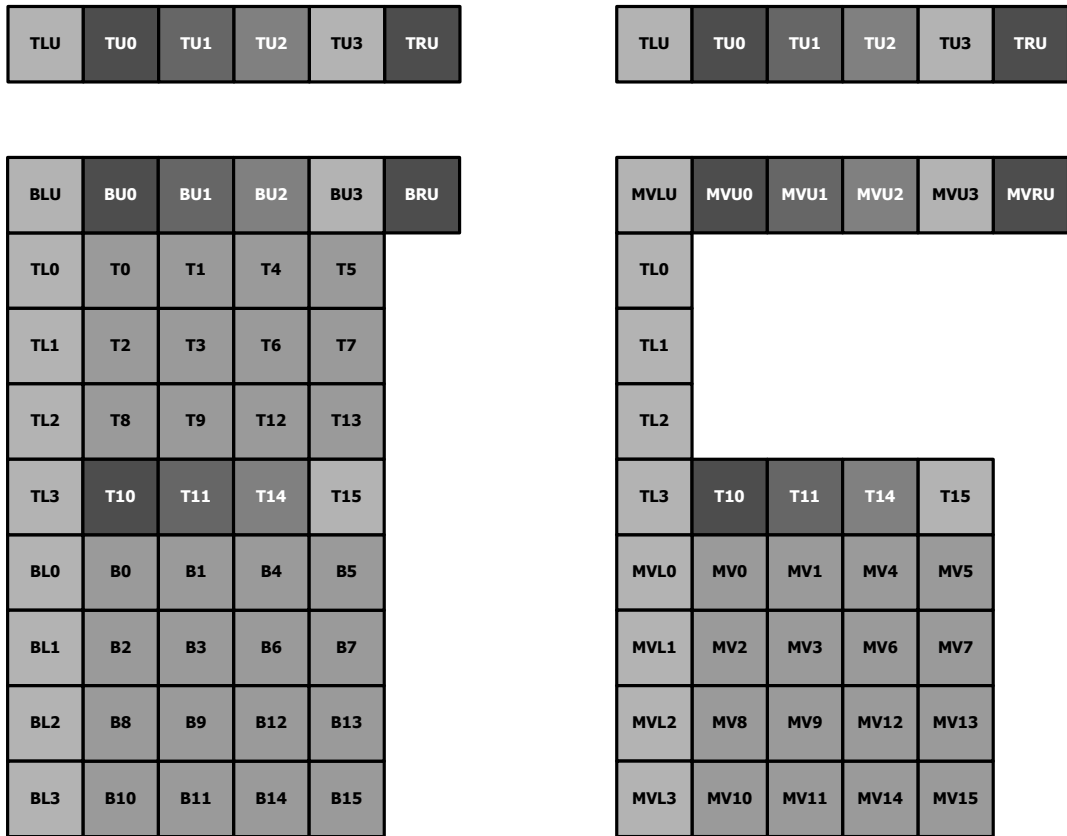 TLU TU0 TU1 TU2 TU3 TRU
BLU BU0 BU1 BU2 BU3 BRU
TL0 T0 T1 T4 T5
TL1 T2 T3 T6 T7
TL2 T8 T9 T12 T13
TL3 T10 T11 T14 T15
BL0 B0 B1 B4 B5
BL1 B2 B3 B6 B7
BL2 B8 B9 B12 B13
BL3 B10 B11 B14 B15
TLU TU0 TU1 TU2 TU3 TRU
MVLU MVU0 MVU1 MVU2 MVU3 MVRU
TL0
TL1
TL2
TL3 T10 T11 T14 T15
MVL0 MV0 MV1 MV4 MV5
MVL1 MV2 MV3 MV6 MV7
MVL2 MV8 MV9 MV12 MV13
MVL3 MV10 MV11 MV14 MV15